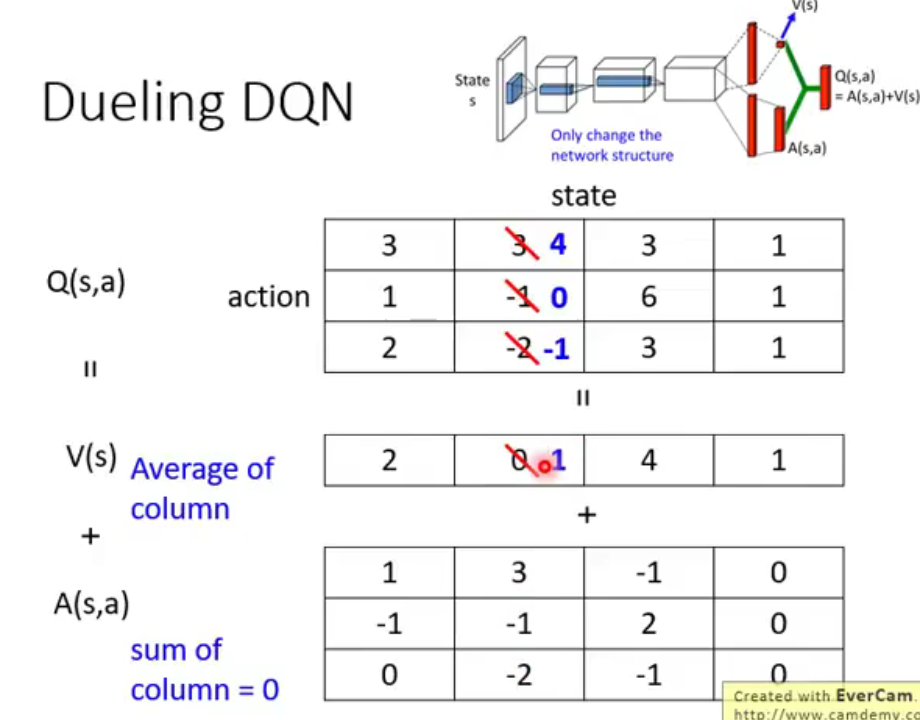 V(s)
State
s
Q(s,a)
= A(s,a)+V(s)
Dueling DQN
Only change the
network structure
A(s,a)
state
3 3 4 3 1
Q(s,a) action 1 -1 0 6 1
2 -2 -1 3 1
=
=
V(s) Average of
column
2 0 1 4 1
+
+
1 3 -1 0
A(s,a) -1 -1 2 0
sum of
column = 0
0 -2 -1 0
Created with EverCam.
http://www.camdemy.co